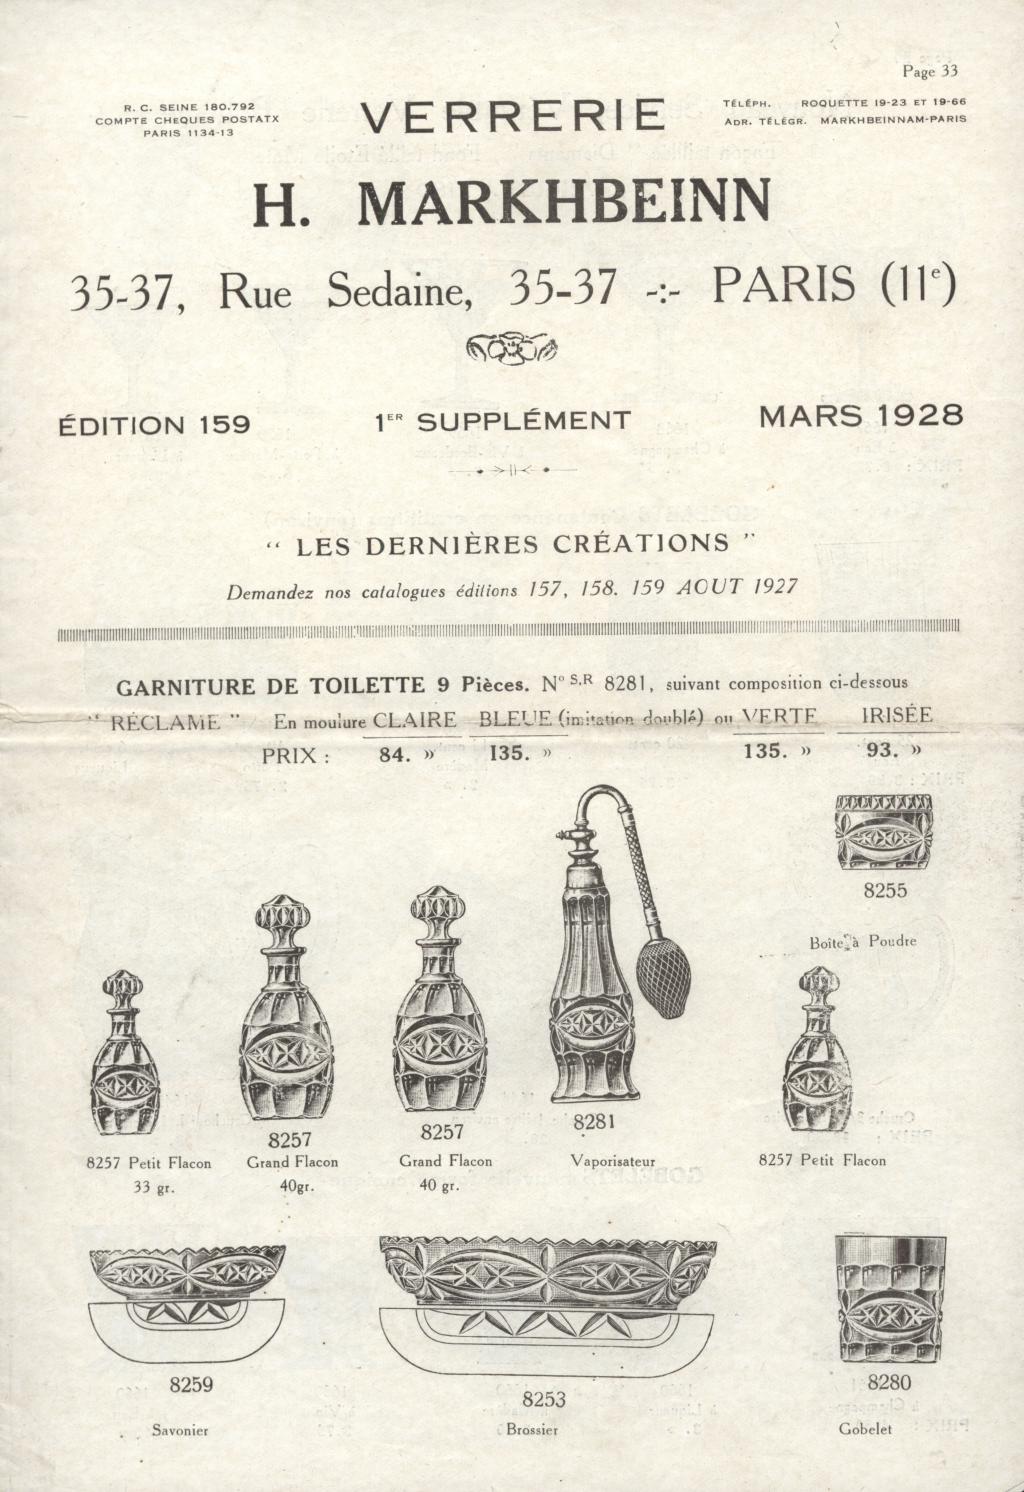 Page 33
R. C. SEINE 180.792
COMPTE CHEQUES POSTATX
PARIS 1134-13
VERRERIE
TÉLÉPH. ROQUETTE 19-23 ET 19-66
ADR. TÉLÉGR. MARKHBEINNAM-PARIS
H. MARKHBEINN
35-37, Rue Sedaine, 35-37 -:- PARIS (11e)
ÉDITION 159 1ER SUPPLÉMENT MARS 1928
“ LES DERNIÈRES CRÉATIONS ”
Demandez nos catalogues éditions 157, 158. 159 AOUT 1927
GARNITURE DE TOILETTE 9 Pièces. No S.R 8281, suivant composition ci-dessous
“ RÉCLAME ” En moulure CLAIRE BLEUE (imitation doublé) ou VERTE IRISÉE
PRIX : 84. » 135. » 135. » 93. »
8255
Boîte à Poudre
8257 Petit Flacon
33 gr.
8257
Grand Flacon
40gr.
8257
Grand Flacon
40 gr.
8281
Vaporisateur
8257 Petit Flacon
8259
Savonier
8253
Brossier
8280
Gobelet